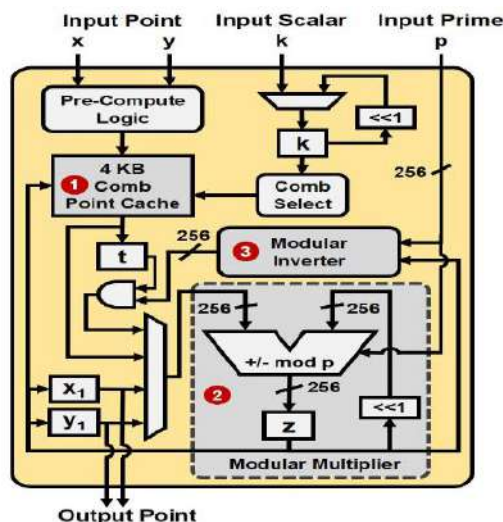 Input Point
Input Scalar
Input Prime
x
y
k
p
Pre-Compute
Logic
<<1
k
4 KB
Comb
Point Cache
1
Comb
Select
256
t
256
3
Modular
Inverter
256
256
+/- mod p
256
2
z
<<1
x1
y1
Modular Multiplier
Output Point